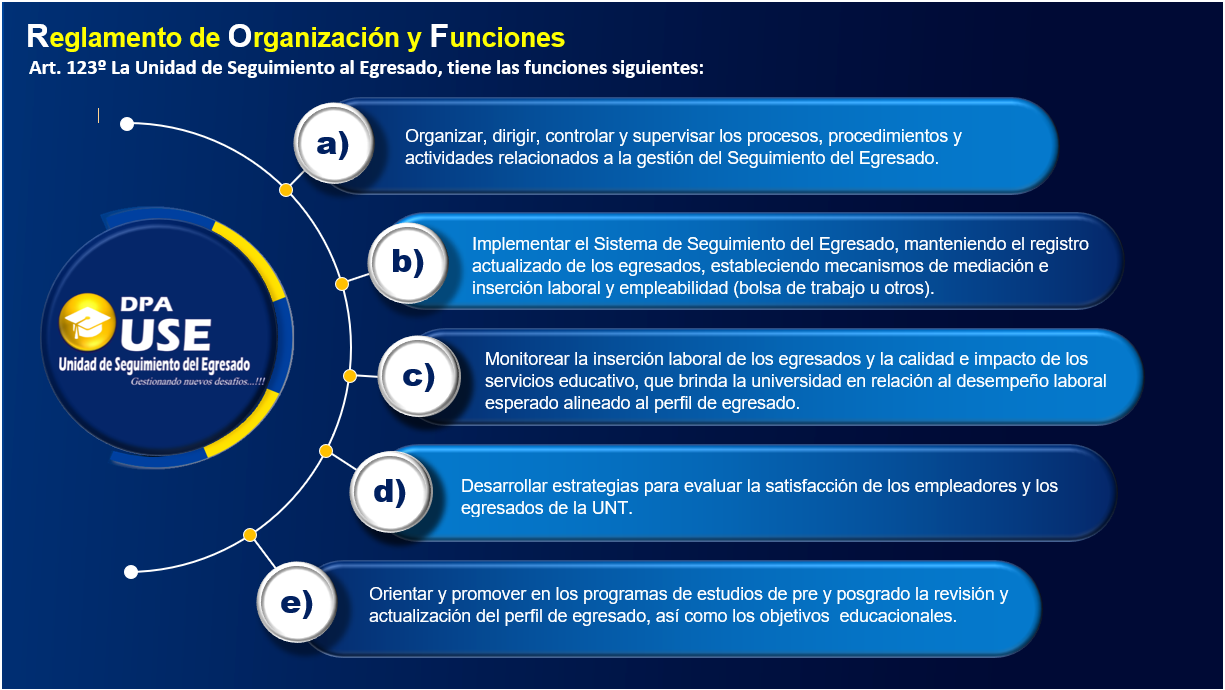 Reglamento de Organización y Funciones
Art. 123º La Unidad de Seguimiento al Egresado, tiene las funciones siguientes:
a)
Organizar, dirigir, controlar y supervisar los procesos, procedimientos y
actividades relacionados a la gestión del Seguimiento del Egresado.
b)
Implementar el Sistema de Seguimiento del Egresado, manteniendo el registro
actualizado de los egresados, estableciendo mecanismos de mediación e
inserción laboral y empleabilidad (bolsa de trabajo u otros).
DPA
USE
Unidad de Seguimiento del Egresado
Gestionando nuevos desafíos...!!!
c)
Monitorear la inserción laboral de los egresados y la calidad e impacto de los
servicios educativo, que brinda la universidad en relación al desempeño laboral
esperado alineado al perfil de egresado.
d)
Desarrollar estrategias para evaluar la satisfacción de los empleadores y los
egresados de la UNT.
e)
Orientar y promover en los programas de estudios de pre y posgrado la revisión y
actualización del perfil de egresado, así como los objetivos  educacionales.